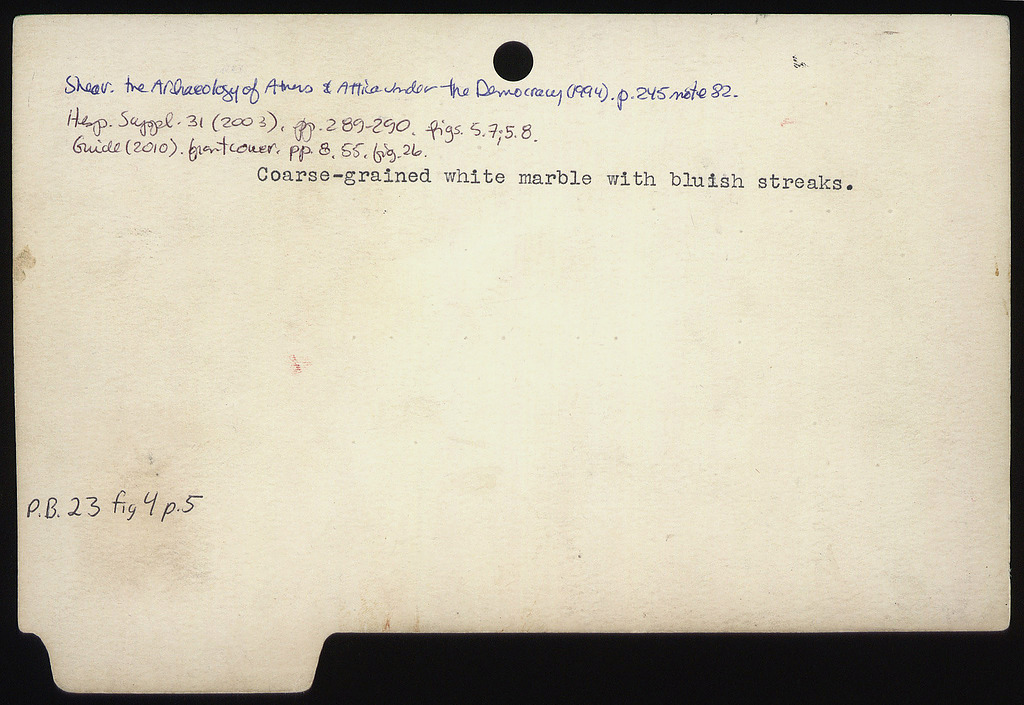 Shear. the Archaeology of Athens & Attica under the Democracy (1994). p. 245 note 82.
Hesp. Suppl. 31 (2003), pp. 289-290, figs. 5.7; 5.8.
Guide (2010). front cover, pp. 8, 55, fig. 26.
Coarse-grained white marble with bluish streaks.
P.B. 23 fig 4 p. 5